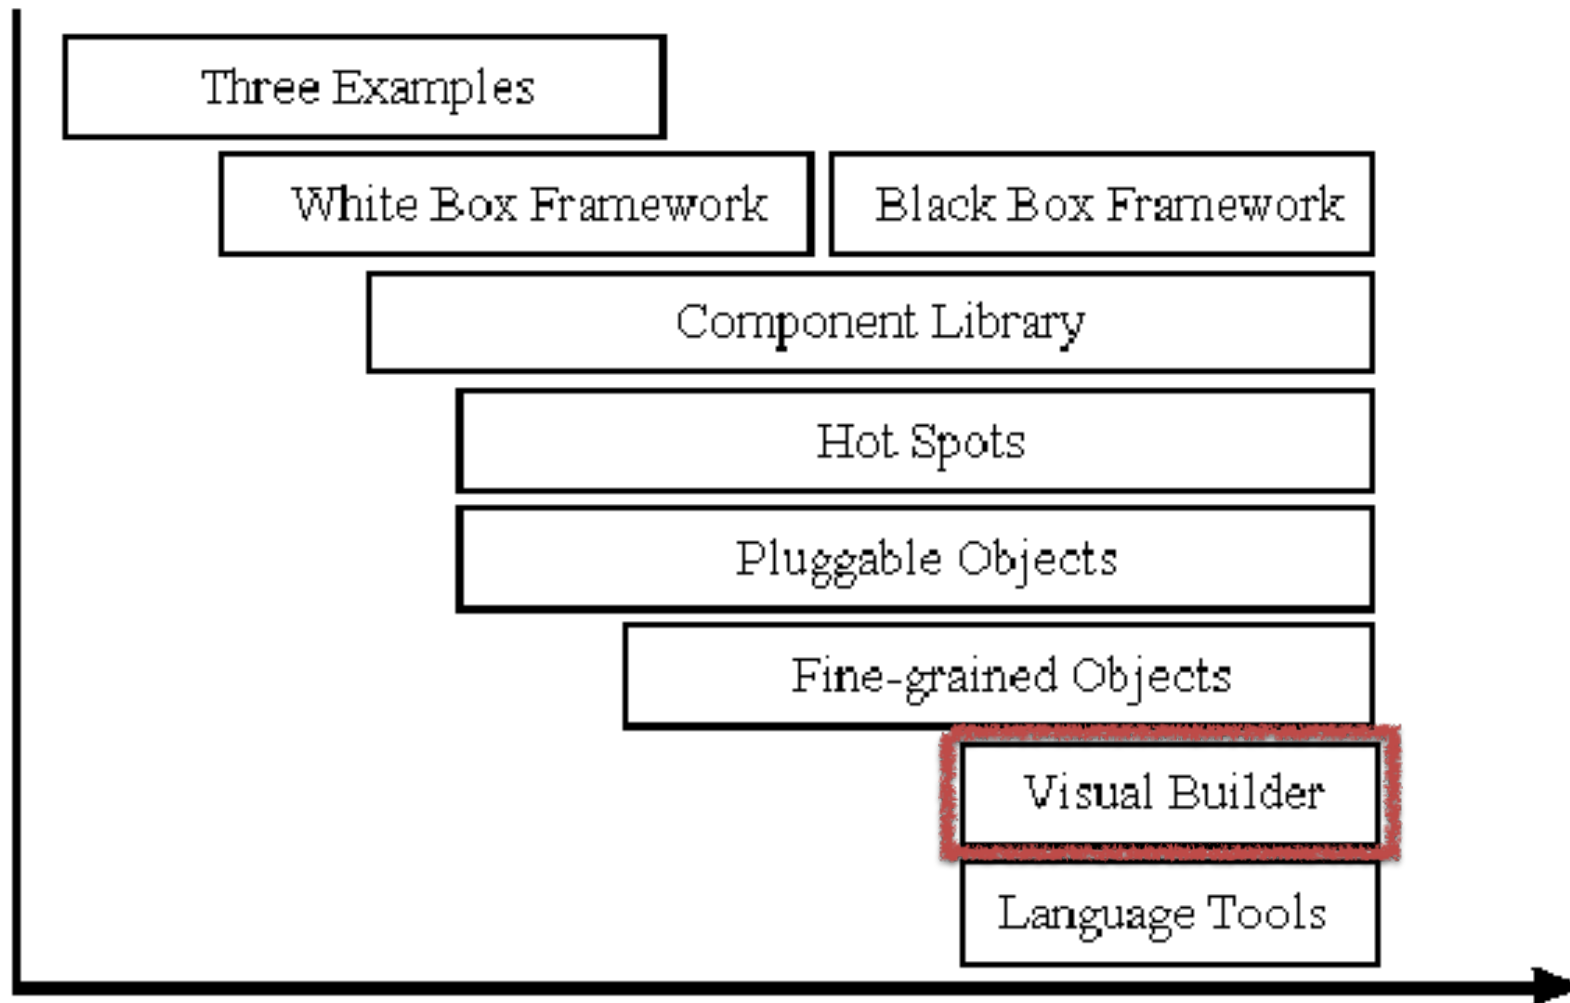 Three Examples
White Box Framework
Black Box Framework
Component Library
Hot Spots
Pluggable Objects
Fine-grained Objects
Visual Builder
Language Tools